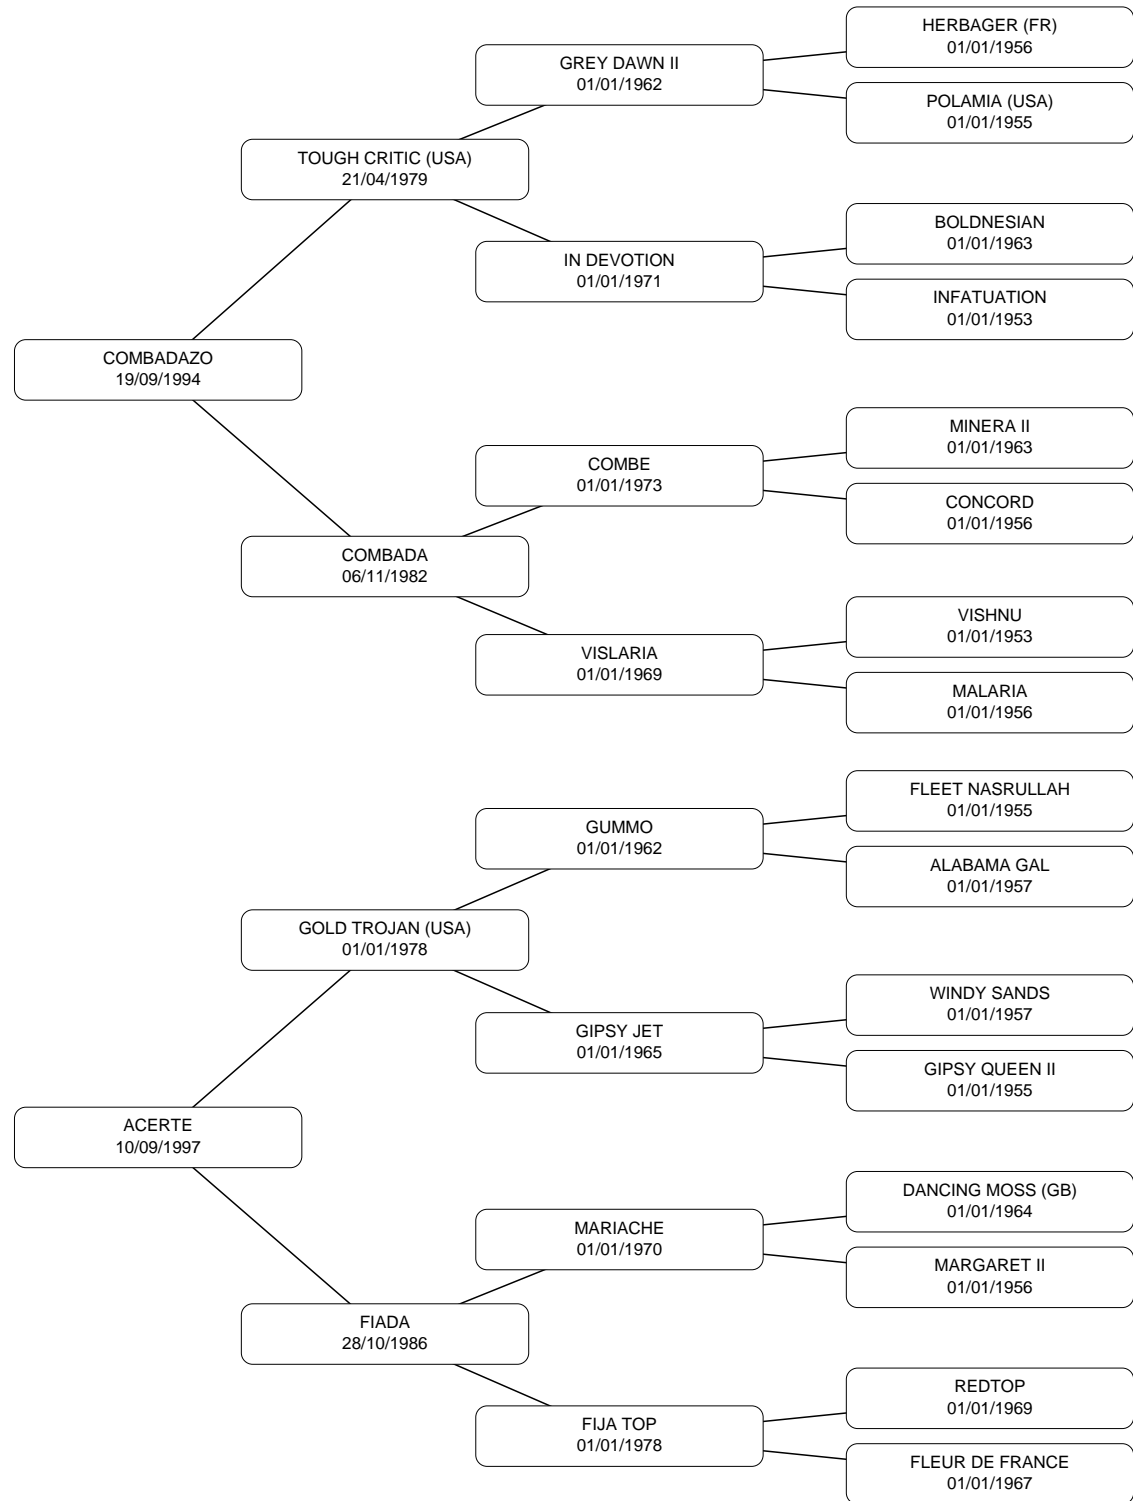 HERBAGER (FR)
01/01/1956
GREY DAWN II
01/01/1962
POLAMIA (USA)
01/01/1955
TOUGH CRITIC (USA)
21/04/1979
BOLDNESIAN
01/01/1963
IN DEVOTION
01/01/1971
INFATUATION
01/01/1953
COMBADAZO
19/09/1994
MINERA II
01/01/1963
COMBE
01/01/1973
CONCORD
01/01/1956
COMBADA
06/11/1982
VISHNU
01/01/1953
VISLARIA
01/01/1969
MALARIA
01/01/1956
FLEET NASRULLAH
01/01/1955
GUMMO
01/01/1962
ALABAMA GAL
01/01/1957
GOLD TROJAN (USA)
01/01/1978
WINDY SANDS
01/01/1957
GIPSY JET
01/01/1965
GIPSY QUEEN II
01/01/1955
ACERTE
10/09/1997
DANCING MOSS (GB)
01/01/1964
MARIACHE
01/01/1970
MARGARET II
01/01/1956
FIADA
28/10/1986
REDTOP
01/01/1969
FIJA TOP
01/01/1978
FLEUR DE FRANCE
01/01/1967